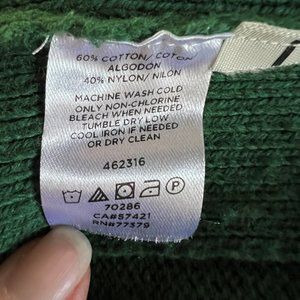 60% COTTON/
ALGODON
40% NYLON/ NILON
MACHINE WASH COLD
ONLY NON-CHLORINE
BLEACH WHEN NEEDED
TUMBLE DRY LOW
COOL IRON IF NEEDED
OR DRY CLEAN
462316
P
70286
CA#57421
RN#77379